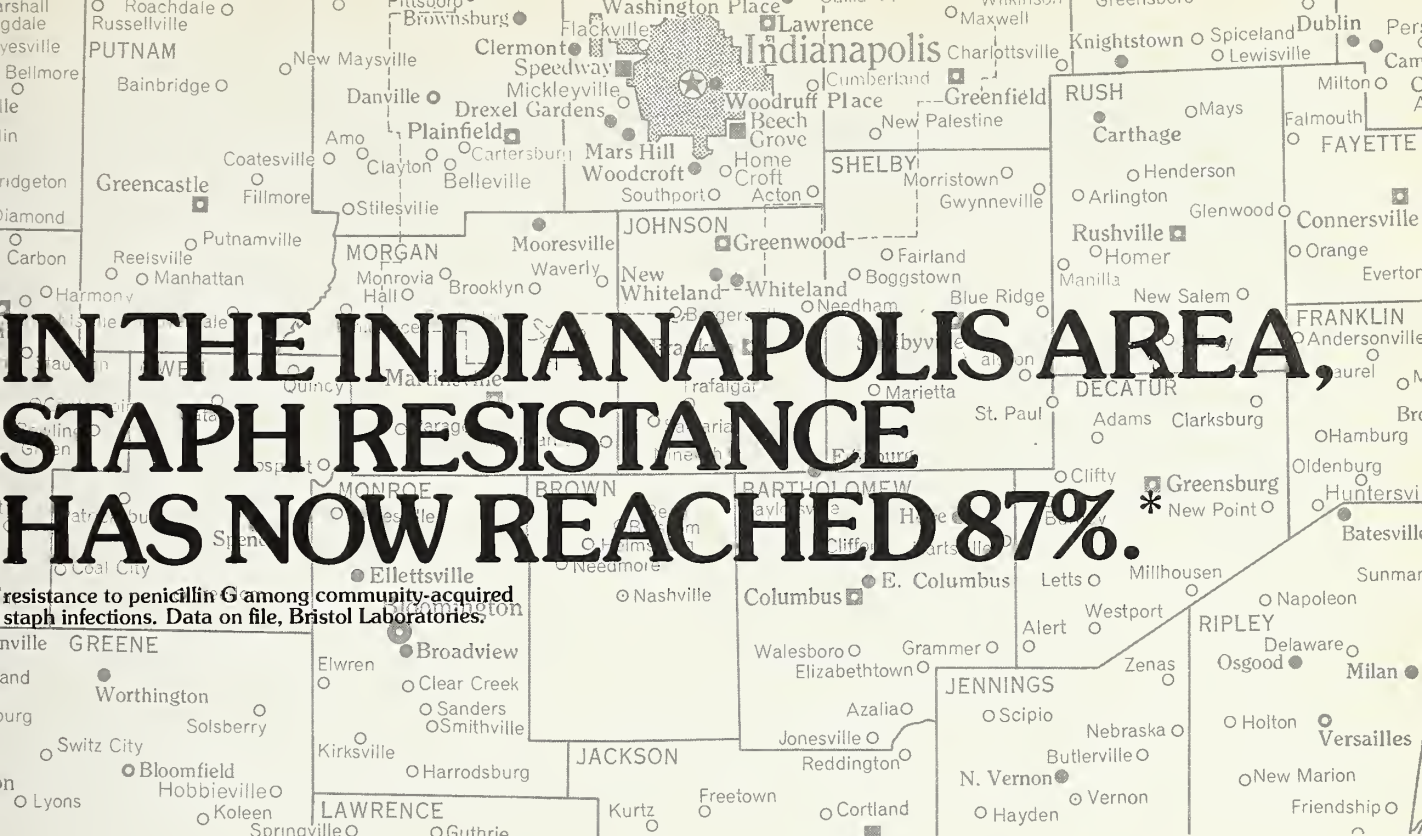 IN THE INDIANAPOLIS AREA,
STAPH RESISTANCE
HAS NOW REACHED 87%.*
resistance to penicillin G among community-acquired
staph infections. Data on file, Bristol Laboratories.
Roachdale
Russellville
PUTNAM
Bellmore
Bainbridge
New Maysville
Brownsburg
Clermont
Flackville
Speedway
Mickleyville
Danville
Drexel Gardens
Plainfield
Washington Place
Lawrence
Indianapolis
Cumberland
Woodruff Place
Beech
Grove
Mars Hill
Woodcroft
Home
Croft
Southport
Acton
Maxwell
Charlottsville
Greenfield
New Palestine
Knightstown
Spiceland
Lewisville
Dublin
Milton
RUSH
Mays
Carthage
Falmouth
FAYETTE
Henderson
Arlington
Glenwood
Connersville
Rushville
Homer
Manilla
Orange
New Salem
SHELBY
Morristown
Gwynneville
Fairland
Boggstown
Blue Ridge
Needham
Amo
Coatesville
Clayton
Cartersburg
Belleville
Fillmore
Stilesville
Greencastle
Putnamville
Reelsville
Manhattan
Carbon
Harmony
MORGAN
Monrovia
Hall
Brooklyn
Mooresville
Waverly
JOHNSON
Greenwood
New
Whiteland
Whiteland
FRANKLIN
Andersonville
Quincy
Trafalgar
Marietta
St. Paul
DECATUR
Adams
Clarksburg
Hamburg
Oldenburg
Clifty
Greensburg
New Point
Batesville
MONROE
BROWN
BARTHOLOMEW
Coal City
Needmore
Ellettsville
Bloomington
Nashville
Columbus
E. Columbus
Letts
Millhousen
Napoleon
Westport
Alert
RIPLEY
Delaware
Osgood
Milan
GREENE
Worthington
Solsberry
Switz City
Bloomfield
Hobbieville
Lyons
Koleen
Broadview
Elwren
Clear Creek
Sanders
Smithville
Kirksville
Harrodsburg
LAWRENCE
Springville
Guthrie
JACKSON
Kurtz
Freetown
Cortland
Walesboro
Grammer
Elizabethtown
Azalia
Jonesville
Reddington
JENNINGS
Zenas
Scipio
Nebraska
Butlerville
N. Vernon
Vernon
Hayden
Holton
Versailles
New Marion
Friendship